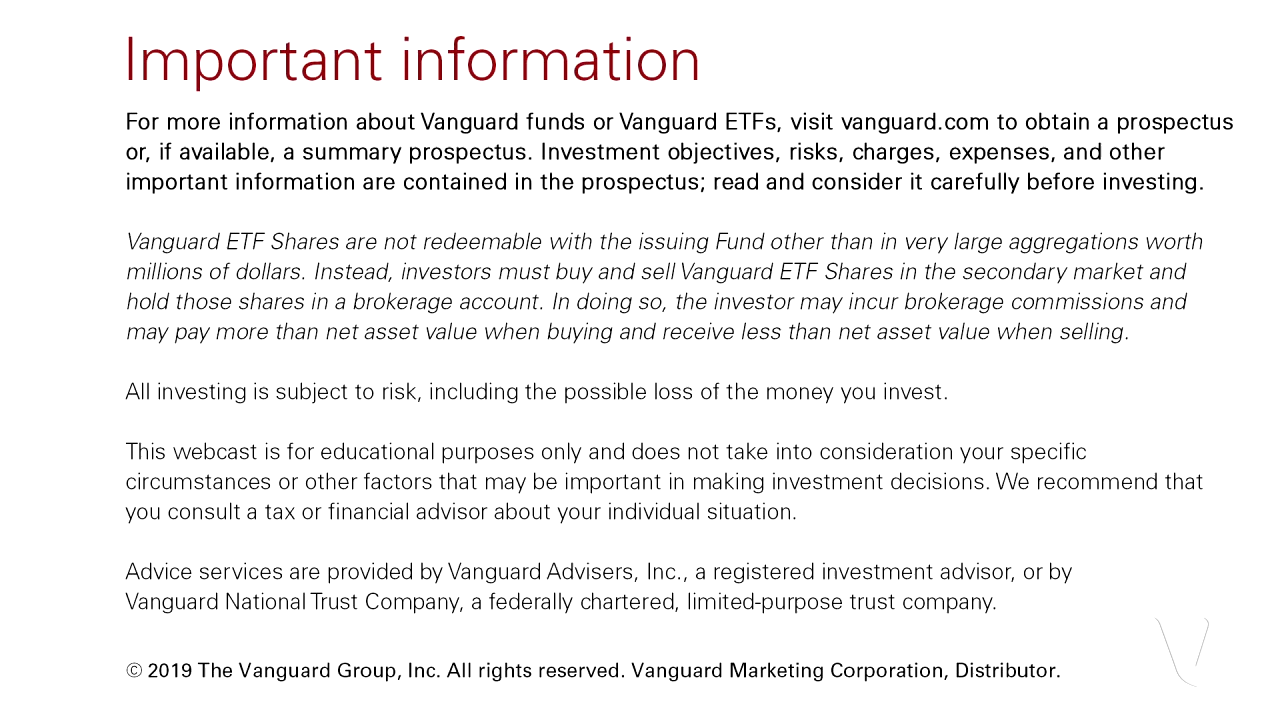 Important information
For more information about Vanguard funds or Vanguard ETFs, visit vanguard.com to obtain a prospectus
or, if available, a summary prospectus. Investment objectives, risks, charges, expenses, and other
important information are contained in the prospectus; read and consider it carefully before investing.
Vanguard ETF Shares are not redeemable with the issuing Fund other than in very large aggregations worth
millions of dollars. Instead, investors must buy and sell Vanguard ETF Shares in the secondary market and
hold those shares in a brokerage account. In doing so, the investor may incur brokerage commissions and
may pay more than net asset value when buying and receive less than net asset value when selling.
All investing is subject to risk, including the possible loss of the money you invest.
This webcast is for educational purposes only and does not take into consideration your specific
circumstances or other factors that may be important in making investment decisions. We recommend that
you consult a tax or financial advisor about your individual situation.
Advice services are provided by Vanguard Advisers, Inc., a registered investment advisor, or by
Vanguard National Trust Company, a federally chartered, limited-purpose trust company.
© 2019 The Vanguard Group, Inc. All rights reserved. Vanguard Marketing Corporation, Distributor.